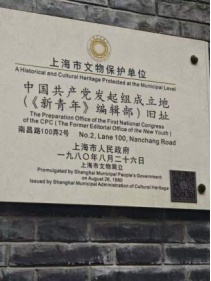 上海市文物保护单位
A Historical and Cultural Heritage Protected at the Municipal Level
中国共产党发起组成立地
(《新青年》编辑部) 旧址
The Preparation Office of the First National Congress
of the CPC ( The Former Editorial Office of the New Youth )
南昌路100弄2号 No.2, Lane 100, Nanchang Road
上海市人民政府
一九八〇年八月二十六日
上海市文物局立
Promulgated by Shanghai Municipal People's Government
on August 26, 1980
Issued by Shanghai Municipal Administration of Cultural Heritage